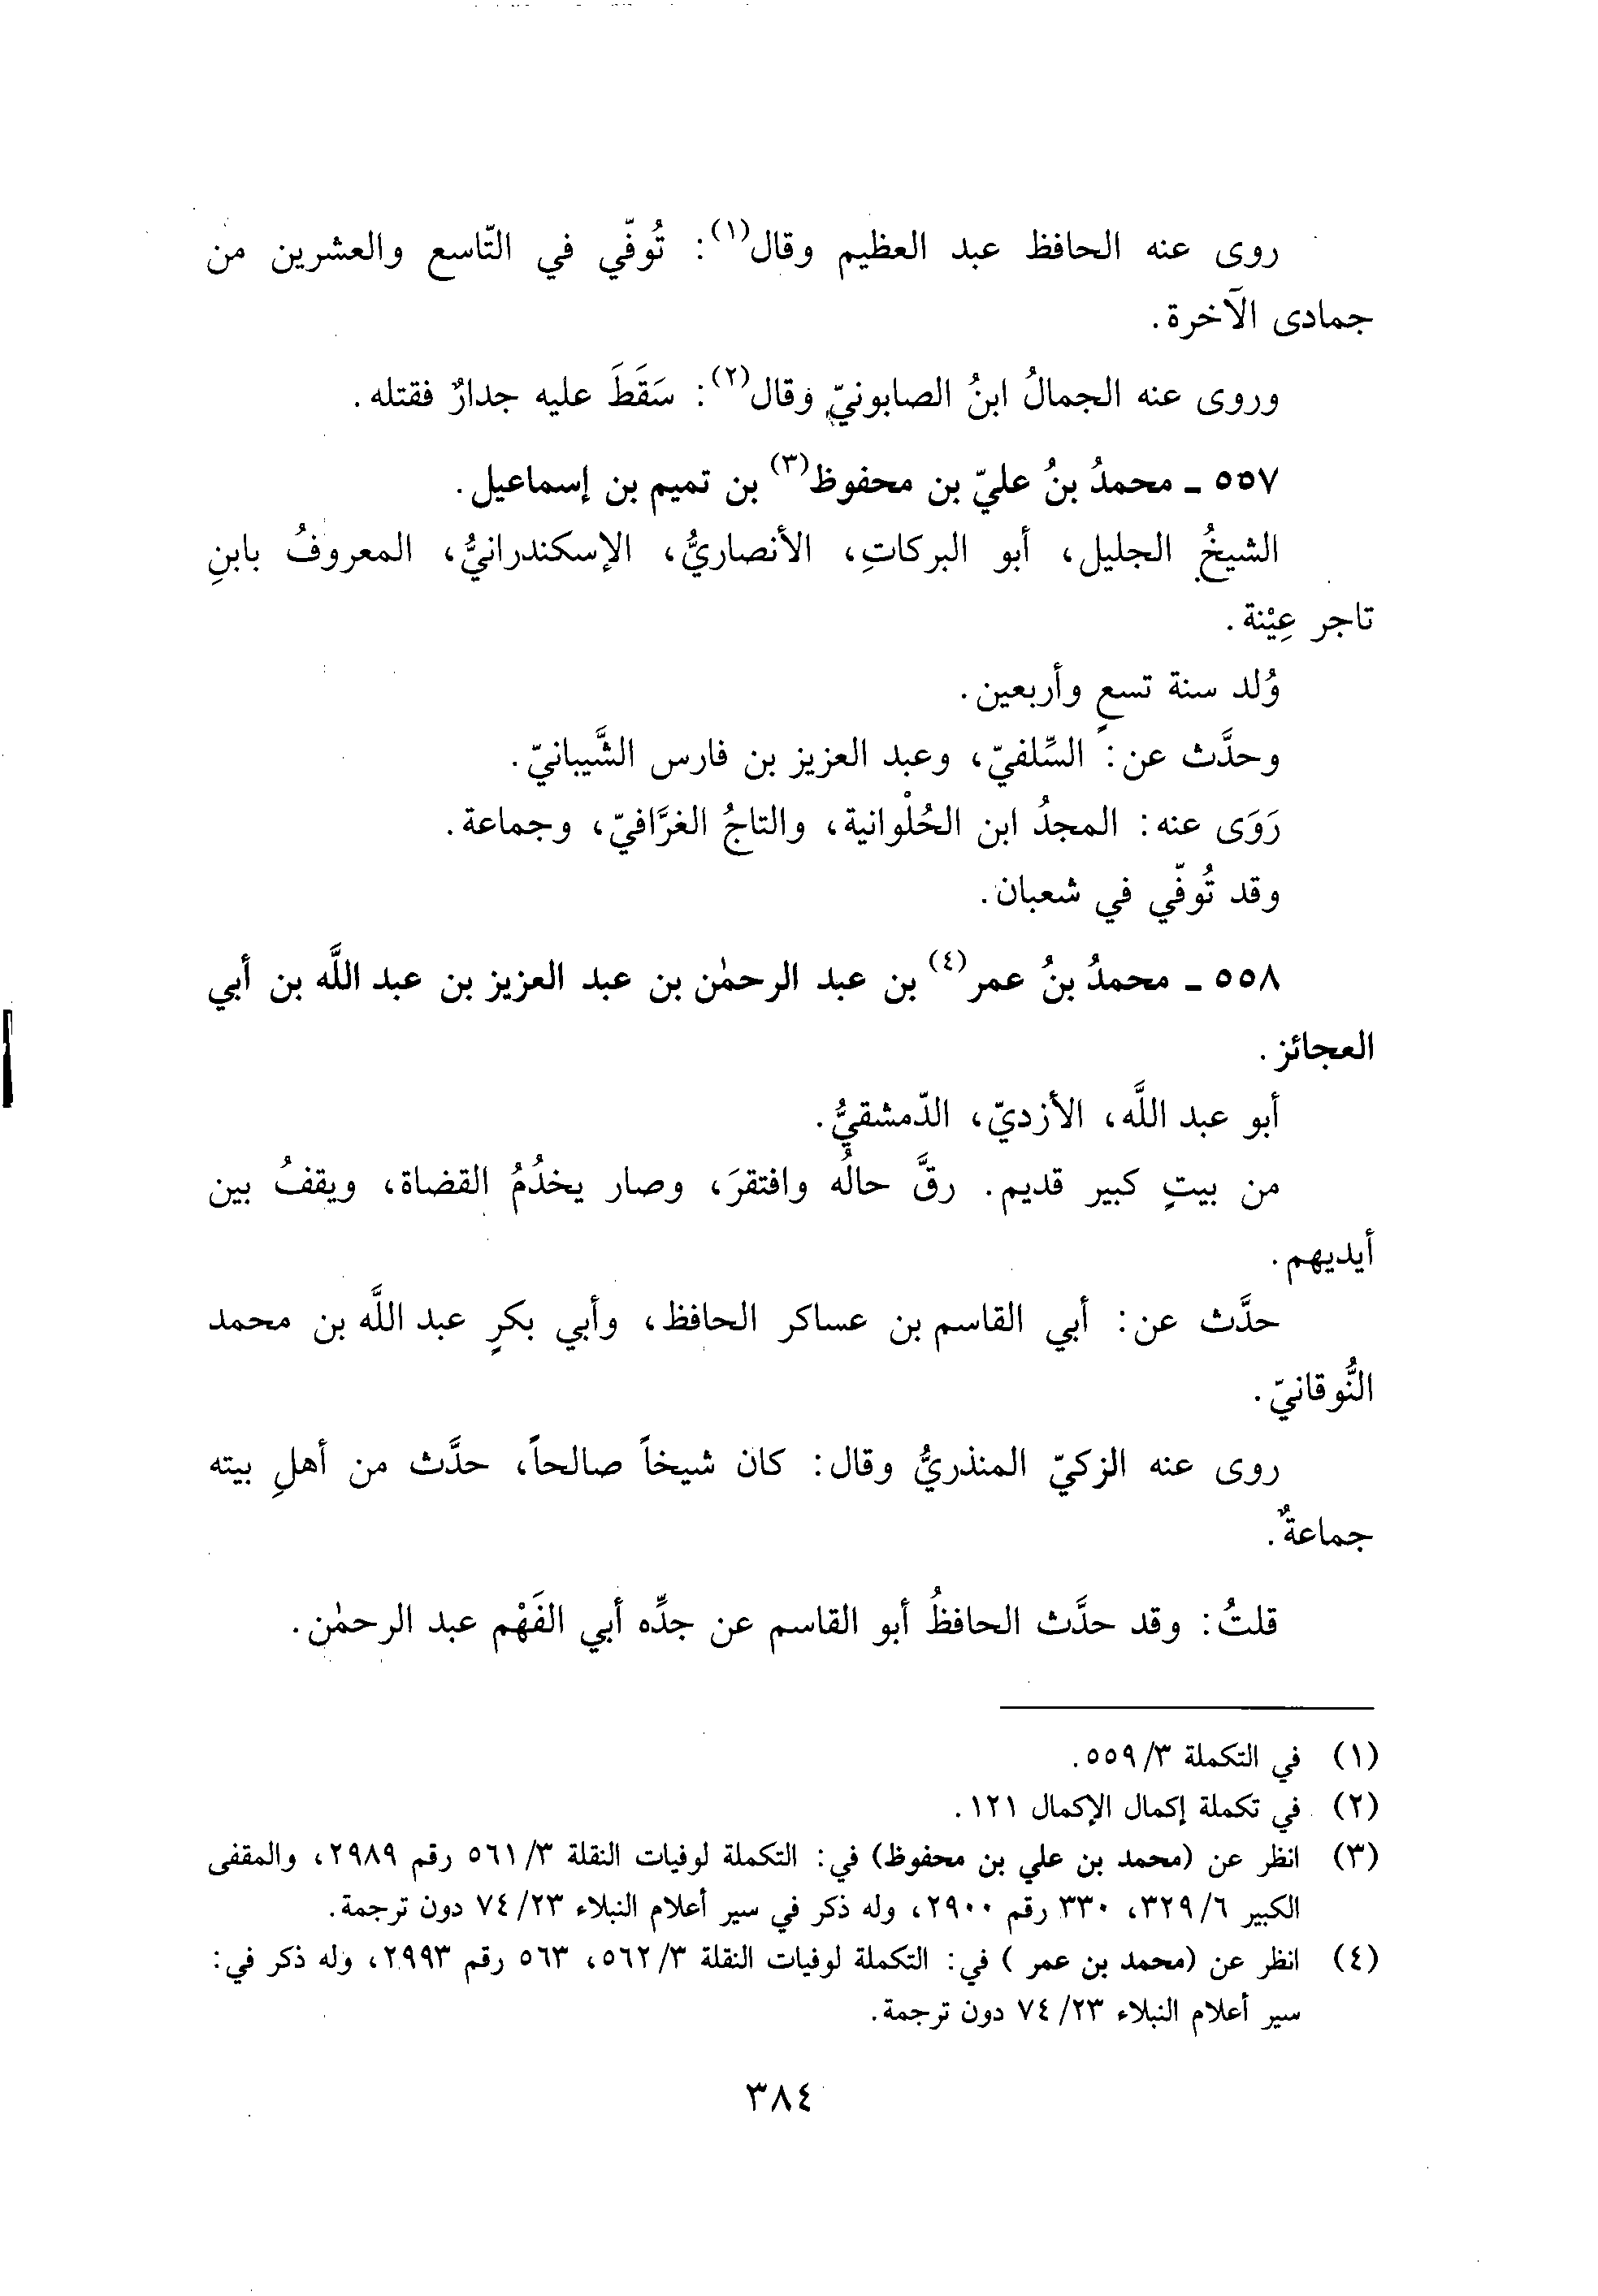 روى عنه الحافظ عبد العظيم وقال(١): تُوفّي في التّاسع والعشرين من
جمادى الآخرة.
وروى عنه الجمالُ ابنُ الصابونيّ وقال(٢): سَقَطَ عليه جدارٌ فقتله.
٥٥٧ ـ محمدُ بنُ عليّ بن محفوظ(٣) بن تميم بن إسماعيل.
الشيخُ الجليل، أبو البركاتِ، الأنصاريُّ، الإسكندرانيُّ، المعروفُ بابنِ
تاجر عِيْنة.
وُلد سنة تسعٍ وأربعين.
وحدَّث عن: السِّلفيّ، وعبد العزيز بن فارس الشَّيبانيّ.
رَوَى عنه: المجدُ ابن الحُلْوانية، والتاجُ الغرَّافيّ، وجماعة.
وقد تُوفّي في شعبان.
٥٥٨ ـ محمدُ بنُ عمر(٤) بن عبد الرحمٰن بن عبد العزيز بن عبد اللَّه بن أبي
العجائز.
أبو عبد اللَّه، الأزديّ، الدّمشقيُّ.
من بيتٍ كبير قديم. رقَّ حالُه وافتقرَ، وصار يخدُمُ القضاة، ويقفُ بين
أيديهم.
حدَّث عن: أبي القاسم بن عساكر الحافظ، وأبي بكرٍ عبد اللَّه بن محمد
النُّوقانيّ.
روى عنه الزكيّ المنذريُّ وقال: كان شيخاً صالحاً، حدَّث من أهلِ بيته
جماعةٌ.
قلتُ: وقد حدَّث الحافظُ أبو القاسم عن جدِّه أبي الفَهْم عبد الرحمٰن.
(١) في التكملة ٣/ ٥٥٩.
(٢) في تكملة إكمال الإكمال ١٢١.
(٣) انظر عن (محمد بن علي بن محفوظ) في: التكملة لوفيات النقلة ٣/ ٥٦١ رقم ٢٩٨٩، والمقفى
الكبير ٦/ ٣٢٩، ٣٣٠ رقم ٢٩٠٠، وله ذكر في سير أعلام النبلاء ٢٣/ ٧٤ دون ترجمة.
(٤) انظر عن (محمد بن عمر ) في: التكملة لوفيات النقلة ٣/ ٥٦٢، ٥٦٣ رقم ٢٩٩٣، وله ذكر في:
سير أعلام النبلاء ٢٣/ ٧٤ دون ترجمة.
٣٨٤